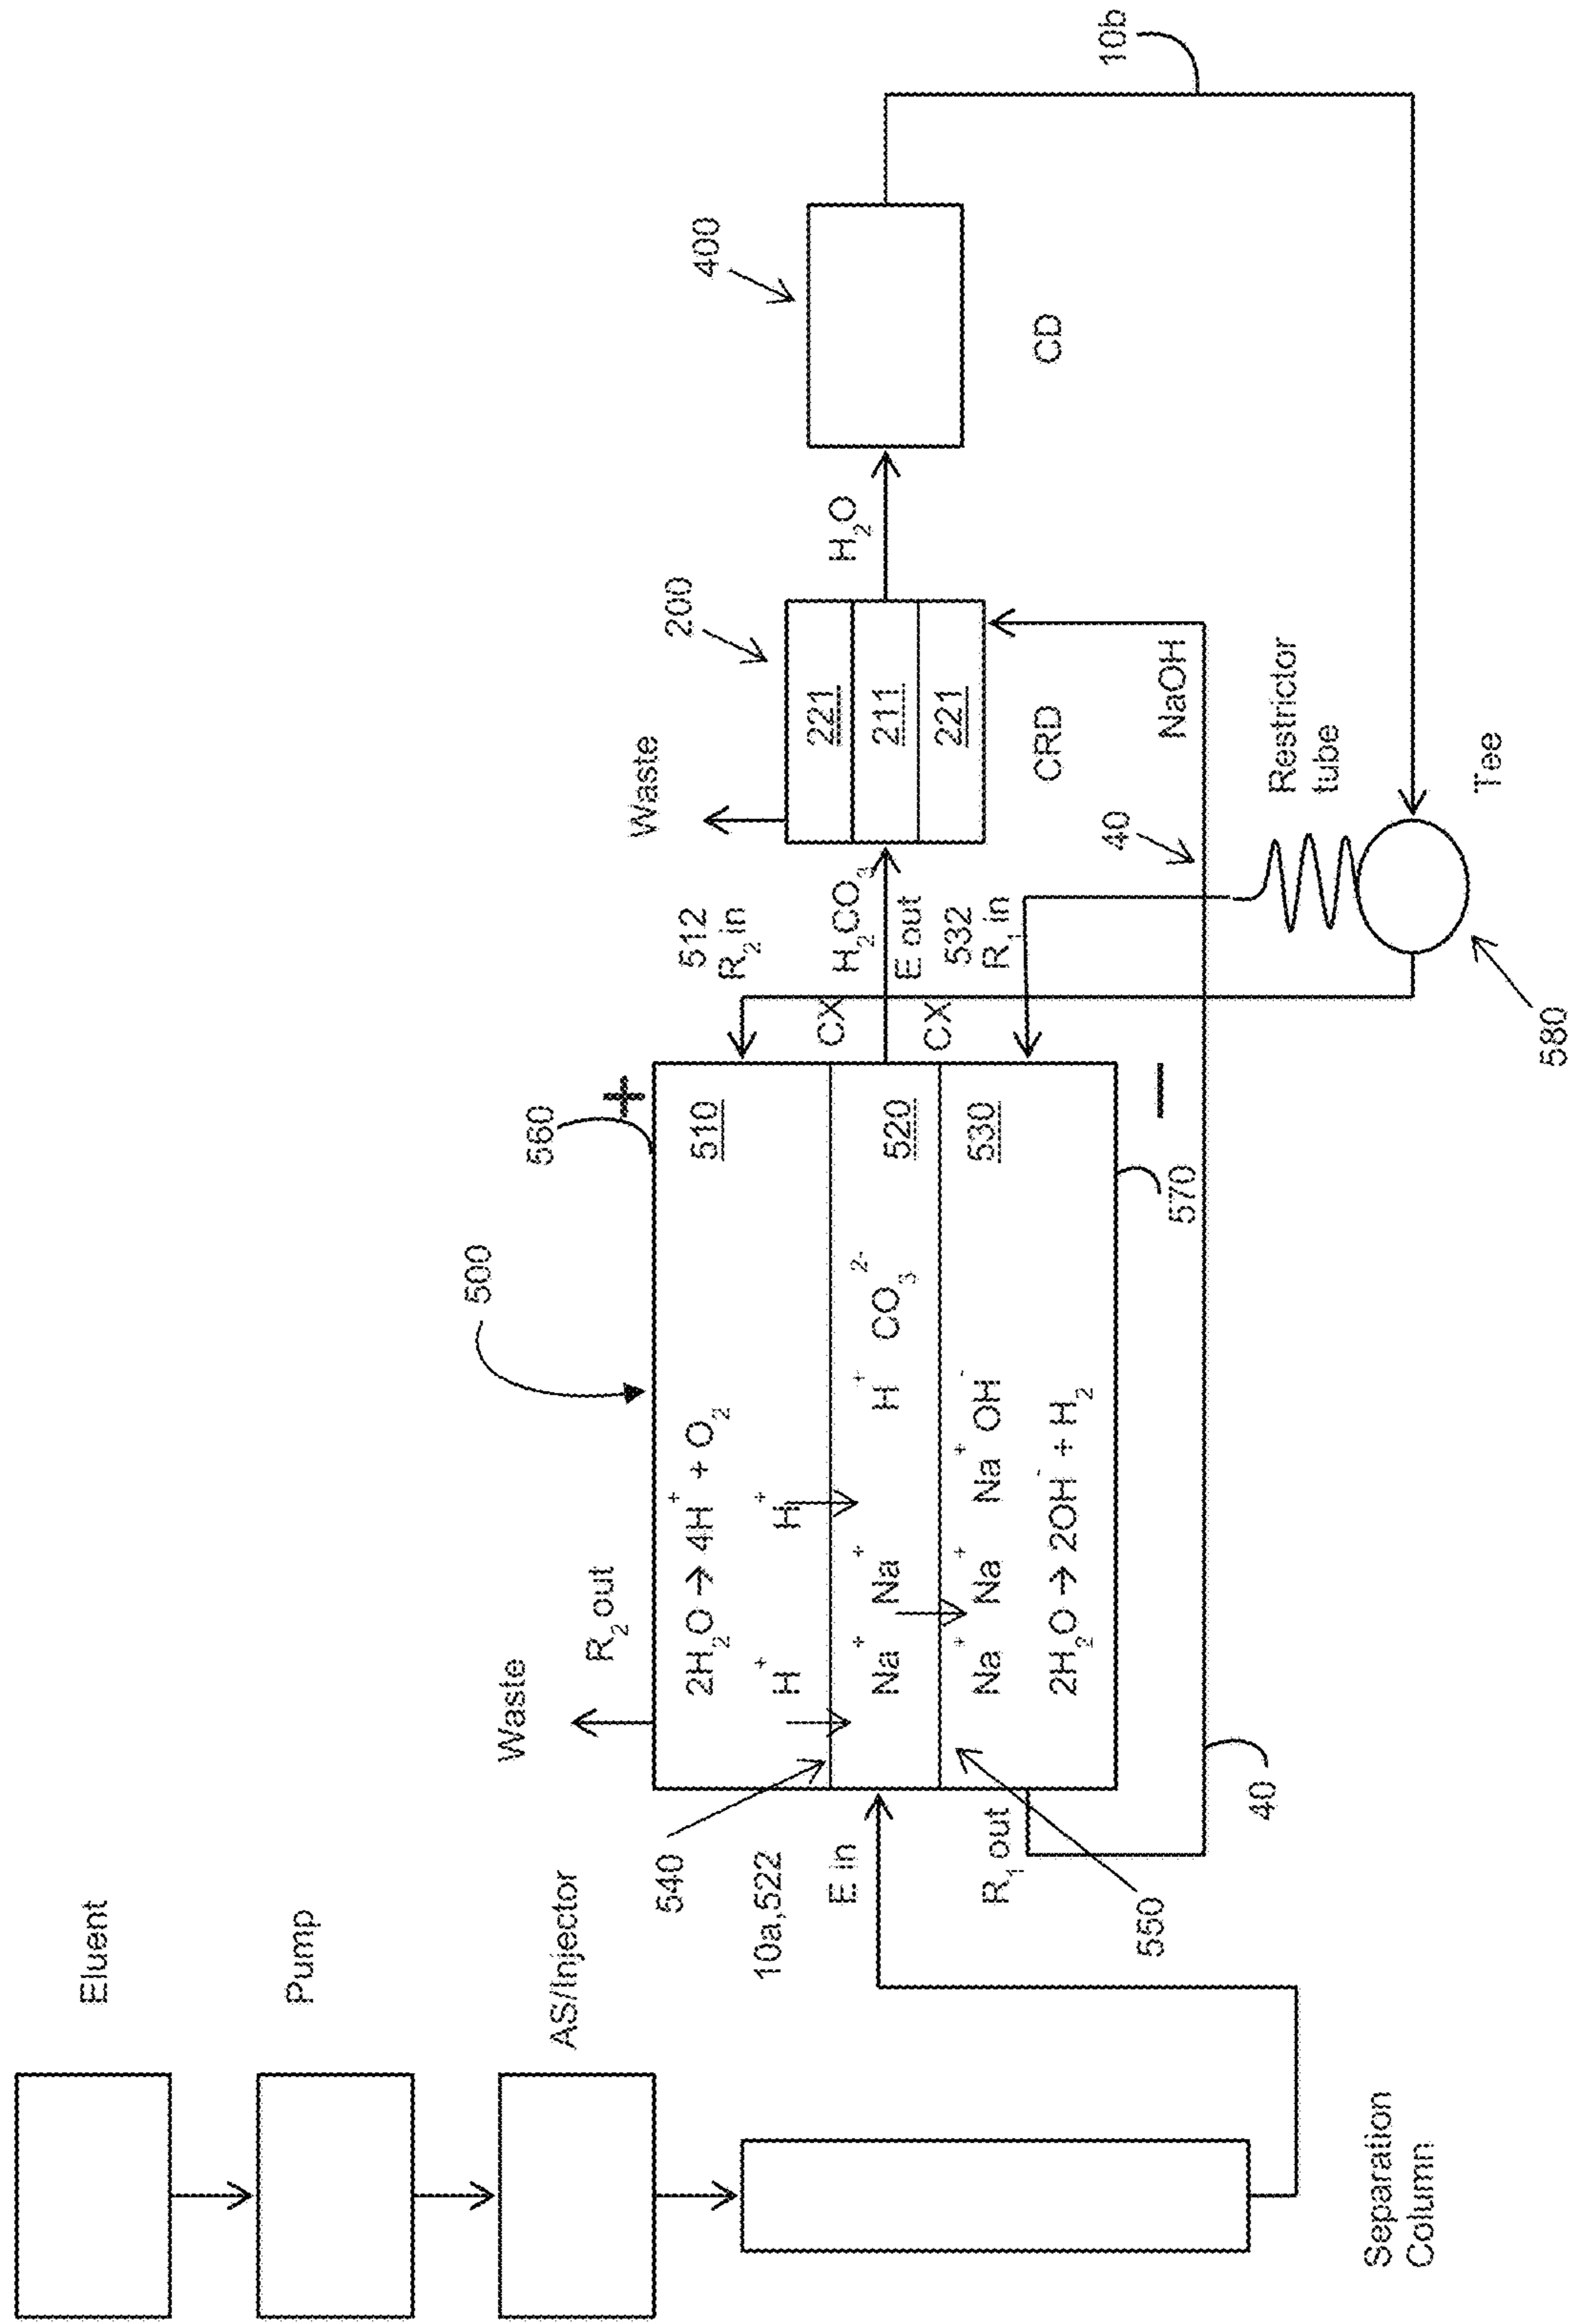 Eluent
Pump
AS/Injector
Separation
Column
Waste
R2 out
500
560
+
510
2H2O → 4H+ + O2
H+ H+
540
10a,522
E in
Na+ Na+ H+ CO3 2-
520
530
Na+ Na+ Na+ OH-
2H2O → 2OH- + H2
R1 out
550
40
570
−
512
R2 in
CX
H2CO3
E out
CX
532
R1 in
Waste
200
221
211
221
CRD
H2O
400
CD
10b
40
NaOH
Restrictor
tube
Tee
580